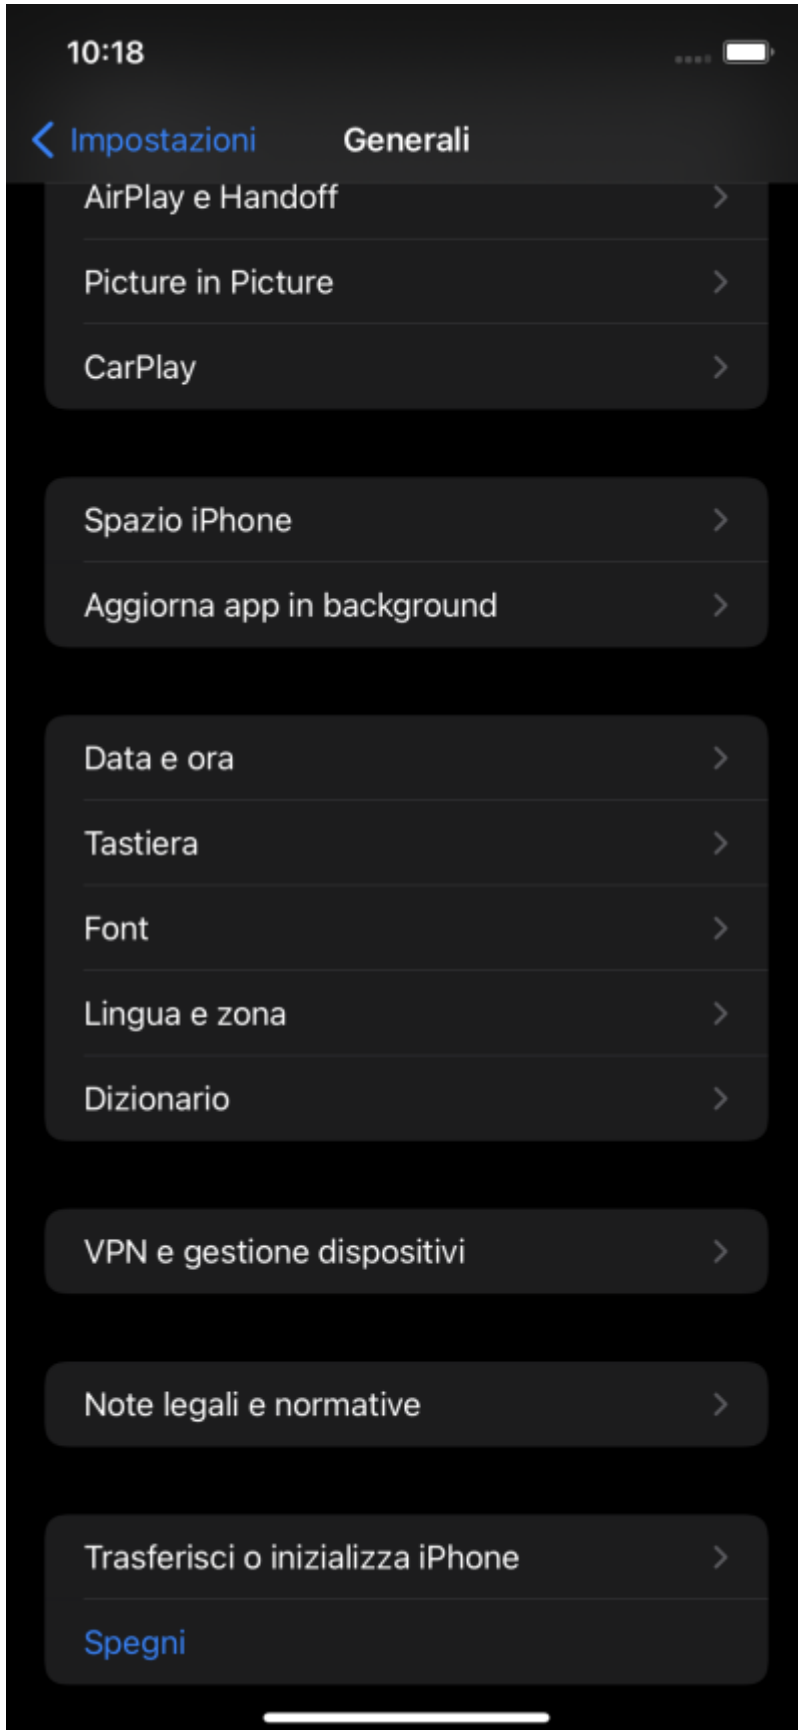 10:18
Impostazioni
Generali
AirPlay e Handoff
Picture in Picture
CarPlay
Spazio iPhone
Aggiorna app in background
Data e ora
Tastiera
Font
Lingua e zona
Dizionario
VPN e gestione dispositivi
Note legali e normative
Trasferisci o inizializza iPhone
Spegni